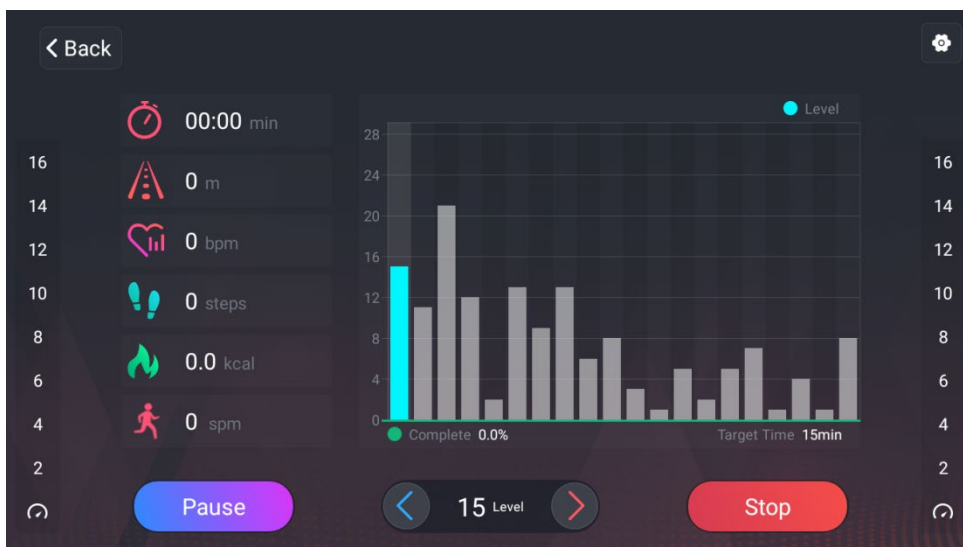 Back
00:00 min
0 m
0 bpm
0 steps
0.0 kcal
0 spm
16
14
12
10
8
6
4
2
Level
28
24
20
16
12
8
4
0
Complete 0.0%
Target Time 15min
16
14
12
10
8
6
4
2
Pause
15 Level
Stop